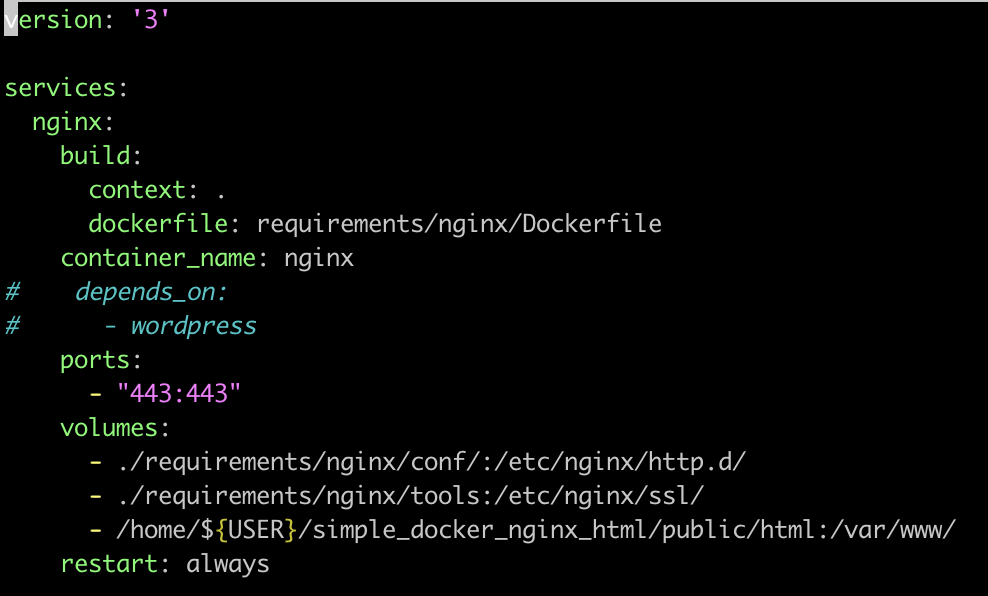 version: '3'

services:
  nginx:
    build:
      context: .
      dockerfile: requirements/nginx/Dockerfile
    container_name: nginx
#    depends_on:
#      - wordpress
    ports:
      - "443:443"
    volumes:
      - ./requirements/nginx/conf/:/etc/nginx/http.d/
      - ./requirements/nginx/tools:/etc/nginx/ssl/
      - /home/${USER}/simple_docker_nginx_html/public/html:/var/www/
    restart: always